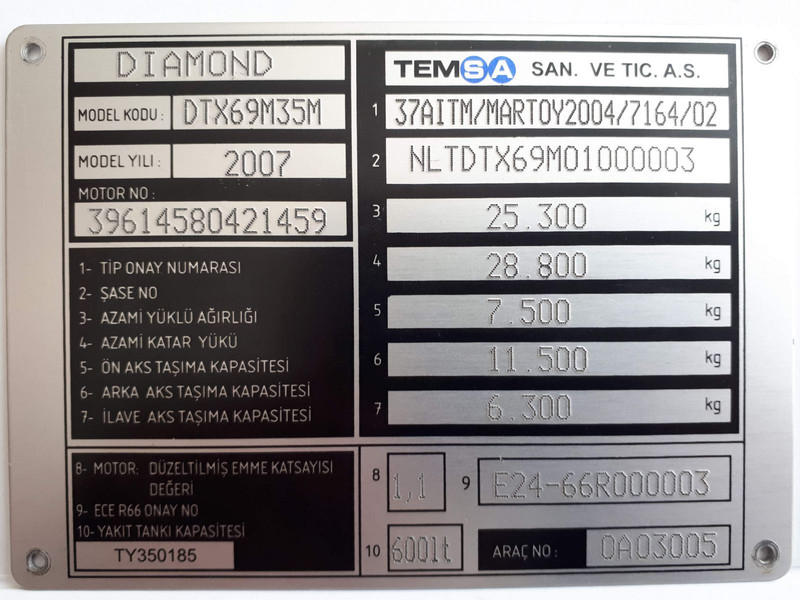 DIAMOND
MODEL KODU: DTX69M35M
MODEL YILI: 2007
MOTOR NO:
39614580421459
1- TİP ONAY NUMARASI
2- ŞASE NO
3- AZAMİ YÜKLÜ AĞIRLIĞI
4- AZAMİ KATAR YÜKÜ
5- ÖN AKS TAŞIMA KAPASİTESİ
6- ARKA AKS TAŞIMA KAPASİTESİ
7- İLAVE AKS TAŞIMA KAPASİTESİ
TEMSA SAN. VE TIC. A.S.
1 37AITM/MARTOY2004/7164/02
2 NLTDTX69M01000003
3 25.300 kg
4 28.800 kg
5 7.500 kg
6 11.500 kg
7 6.300 kg
8- MOTOR: DÜZELTİLMİŞ EMME KATSAYISI
DEĞERİ
9- ECE R66 ONAY NO
10- YAKIT TANKI KAPASİTESİ
TY350185
8 1,1 9 E24-66R000003
10 600lt ARAÇ NO: 0A03005